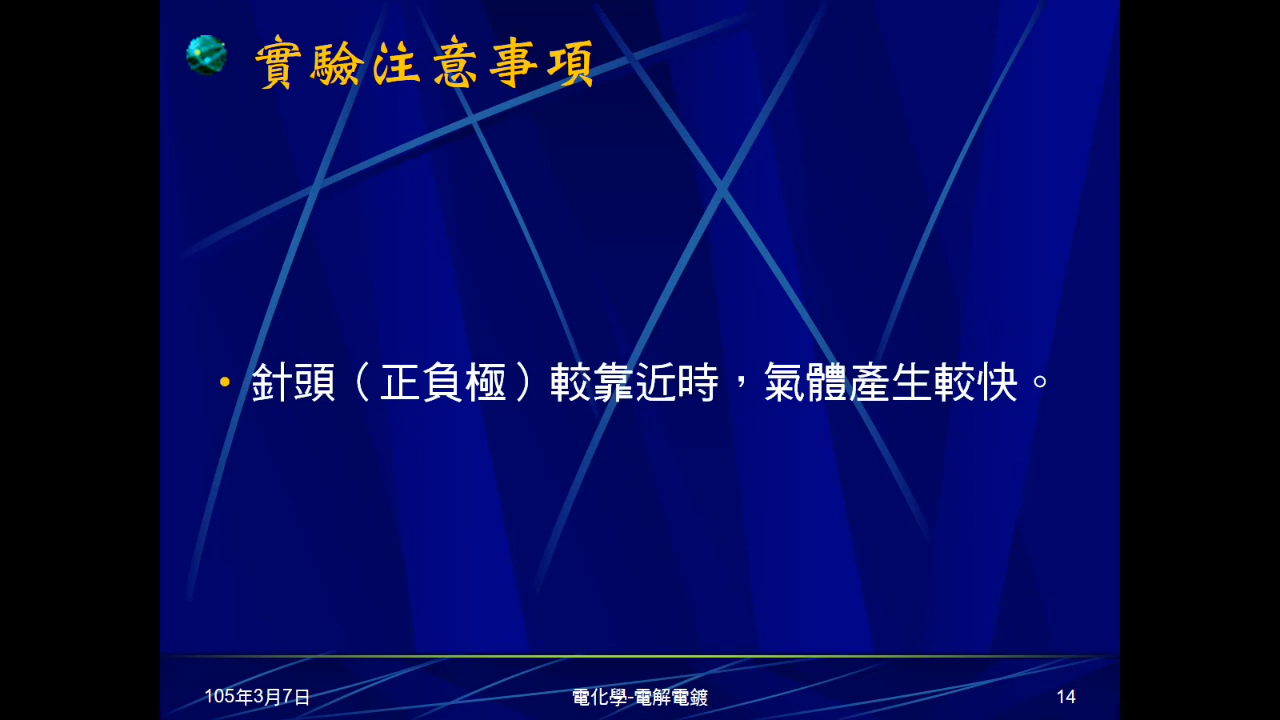 實驗注意事項
•針頭（正負極）較靠近時，氣體產生較快。
105年3月7日
電化學-電解電鍍
14